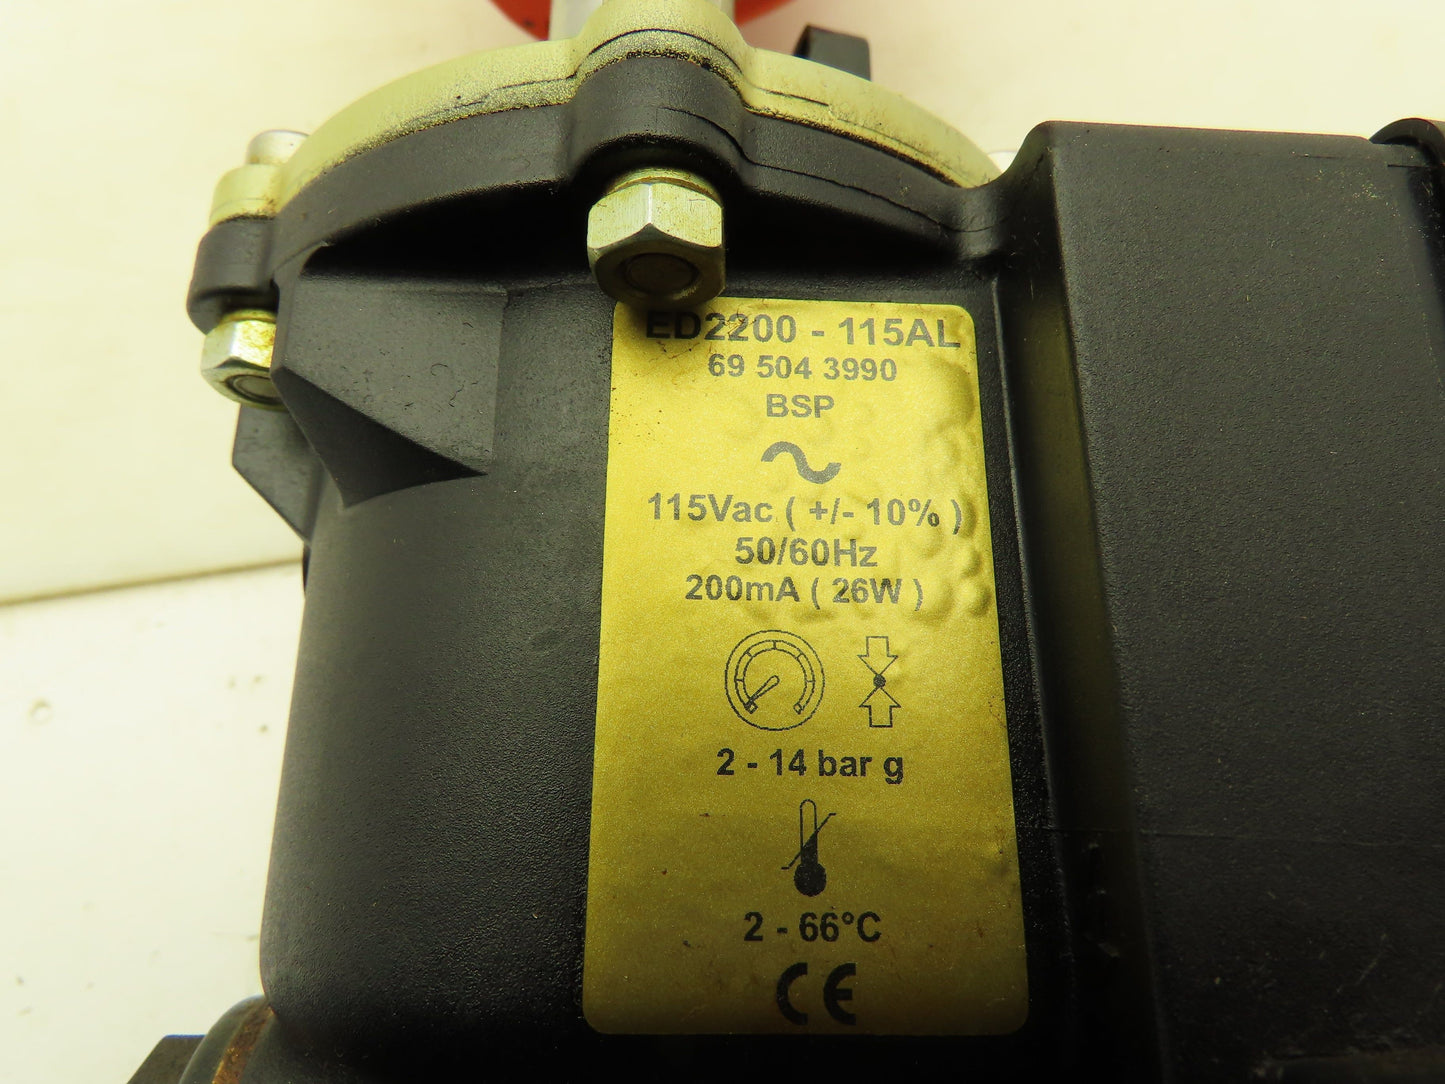 ED2200 - 115AL
69 504 3990
BSP
115Vac ( +/- 10% )
50/60Hz
200mA ( 26W )
2 - 14 bar g
2 - 66°C
CE